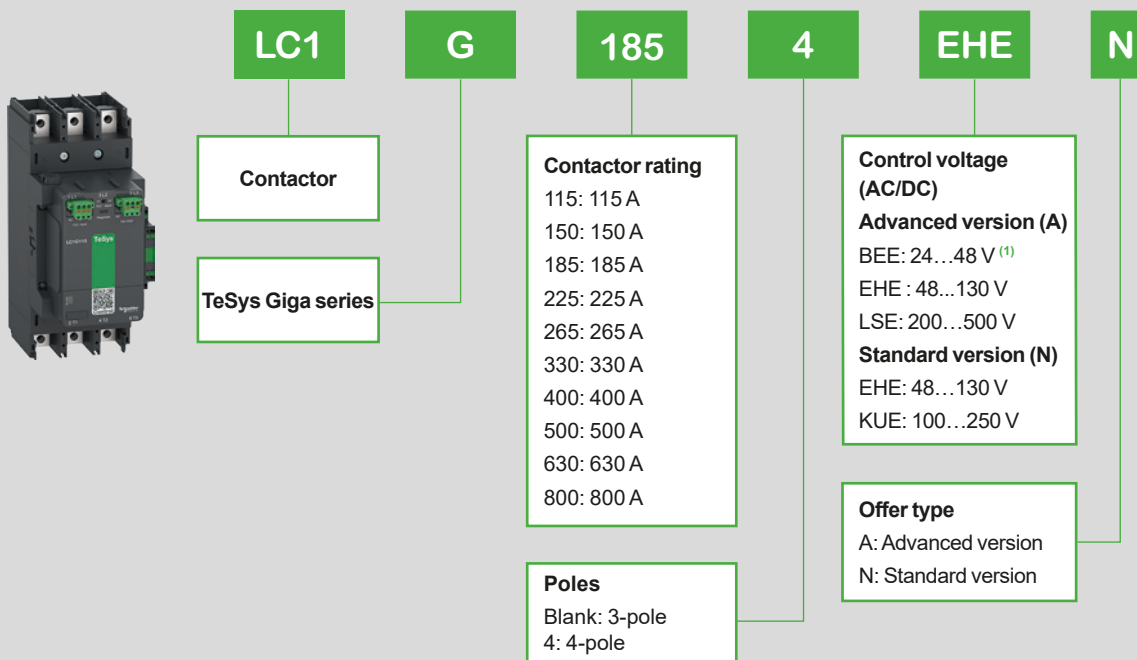 LC1 G 185 4 EHE N
Contactor
TeSys Giga series
Contactor rating
115: 115 A
150: 150 A
185: 185 A
225: 225 A
265: 265 A
330: 330 A
400: 400 A
500: 500 A
630: 630 A
800: 800 A
Poles
Blank: 3-pole
4: 4-pole
Control voltage
(AC/DC)
Advanced version (A)
BEE: 24…48 V (1)
EHE : 48...130 V
LSE: 200…500 V
Standard version (N)
EHE: 48…130 V
KUE: 100…250 V
Offer type
A: Advanced version
N: Standard version
TeSys